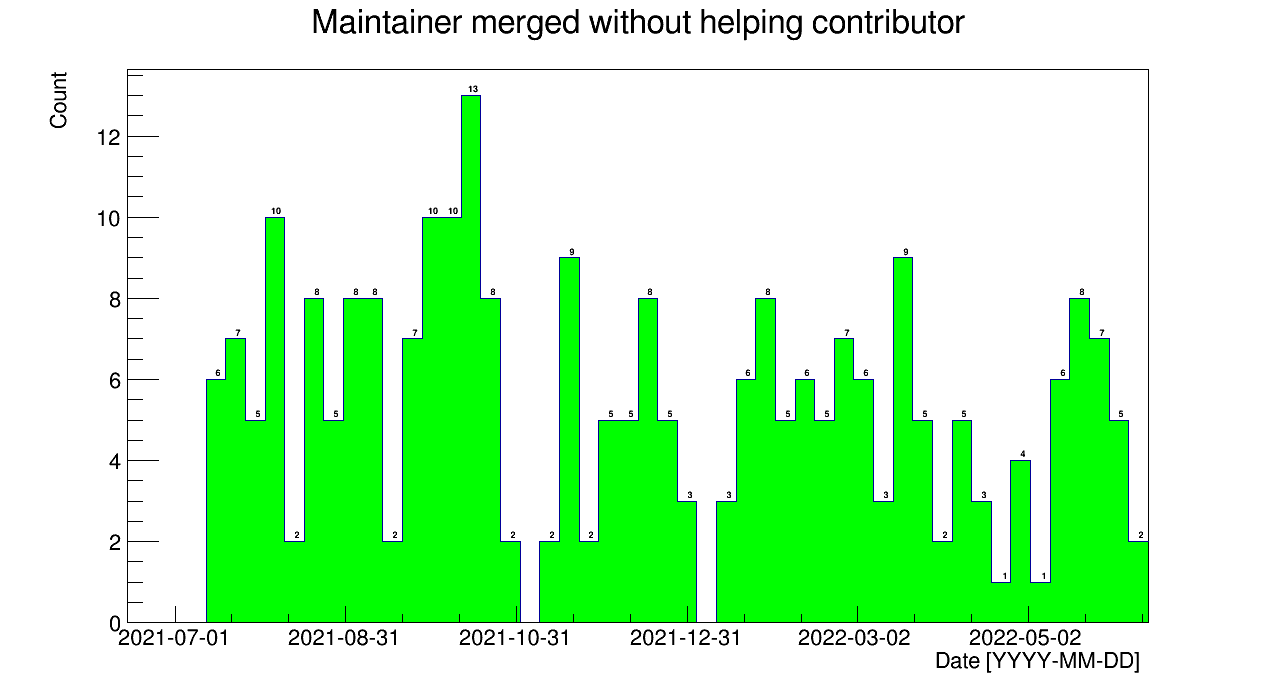 Maintainer merged without helping contributor
Count
12
10
8
6
4
2
0
6 7 5 10 2 8 5 8 8 2 7 10 10 13 8 2 2 9 2 5 5 8 5 3 3 6 8 5 6 5 7 6 3 9 5 2 5 3 1 4 1 6 8 7 5 2
2021-07-01 2021-08-31 2021-10-31 2021-12-31 2022-03-02 2022-05-02
Date [YYYY-MM-DD]